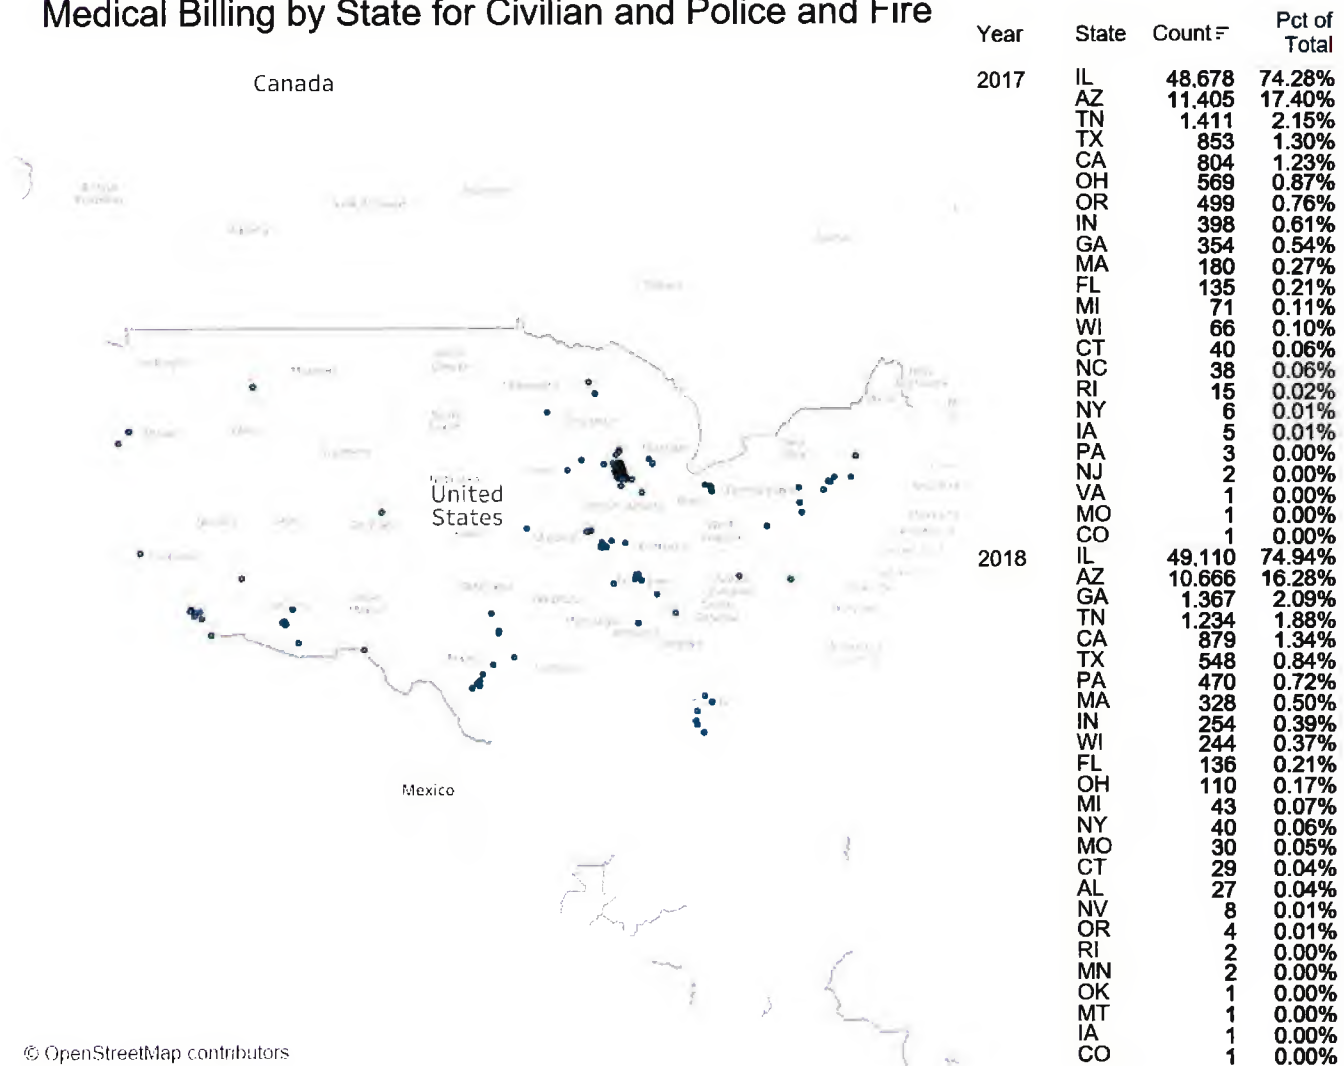 Medical Billing by State for Civilian and Police and Fire
Canada
United
States
Mexico
© OpenStreetMap contributors
Year State Count Pct of
Total
2017 IL 48,678 74.28%
AZ 11,405 17.40%
TN 1,411 2.15%
TX 853 1.30%
CA 804 1.23%
OH 569 0.87%
OR 499 0.76%
IN 398 0.61%
GA 354 0.54%
MA 180 0.27%
FL 135 0.21%
MI 71 0.11%
WI 66 0.10%
CT 40 0.06%
NC 38 0.06%
RI 15 0.02%
NY 6 0.01%
IA 5 0.01%
PA 3 0.00%
NJ 2 0.00%
VA 1 0.00%
MO 1 0.00%
CO 1 0.00%
2018 IL 49,110 74.94%
AZ 10,666 16.28%
GA 1,367 2.09%
TN 1,234 1.88%
CA 879 1.34%
TX 548 0.84%
PA 470 0.72%
MA 328 0.50%
IN 254 0.39%
WI 244 0.37%
FL 136 0.21%
OH 110 0.17%
MI 43 0.07%
NY 40 0.06%
MO 30 0.05%
CT 29 0.04%
AL 27 0.04%
NV 8 0.01%
OR 4 0.01%
RI 2 0.00%
MN 2 0.00%
OK 1 0.00%
MT 1 0.00%
IA 1 0.00%
CO 1 0.00%